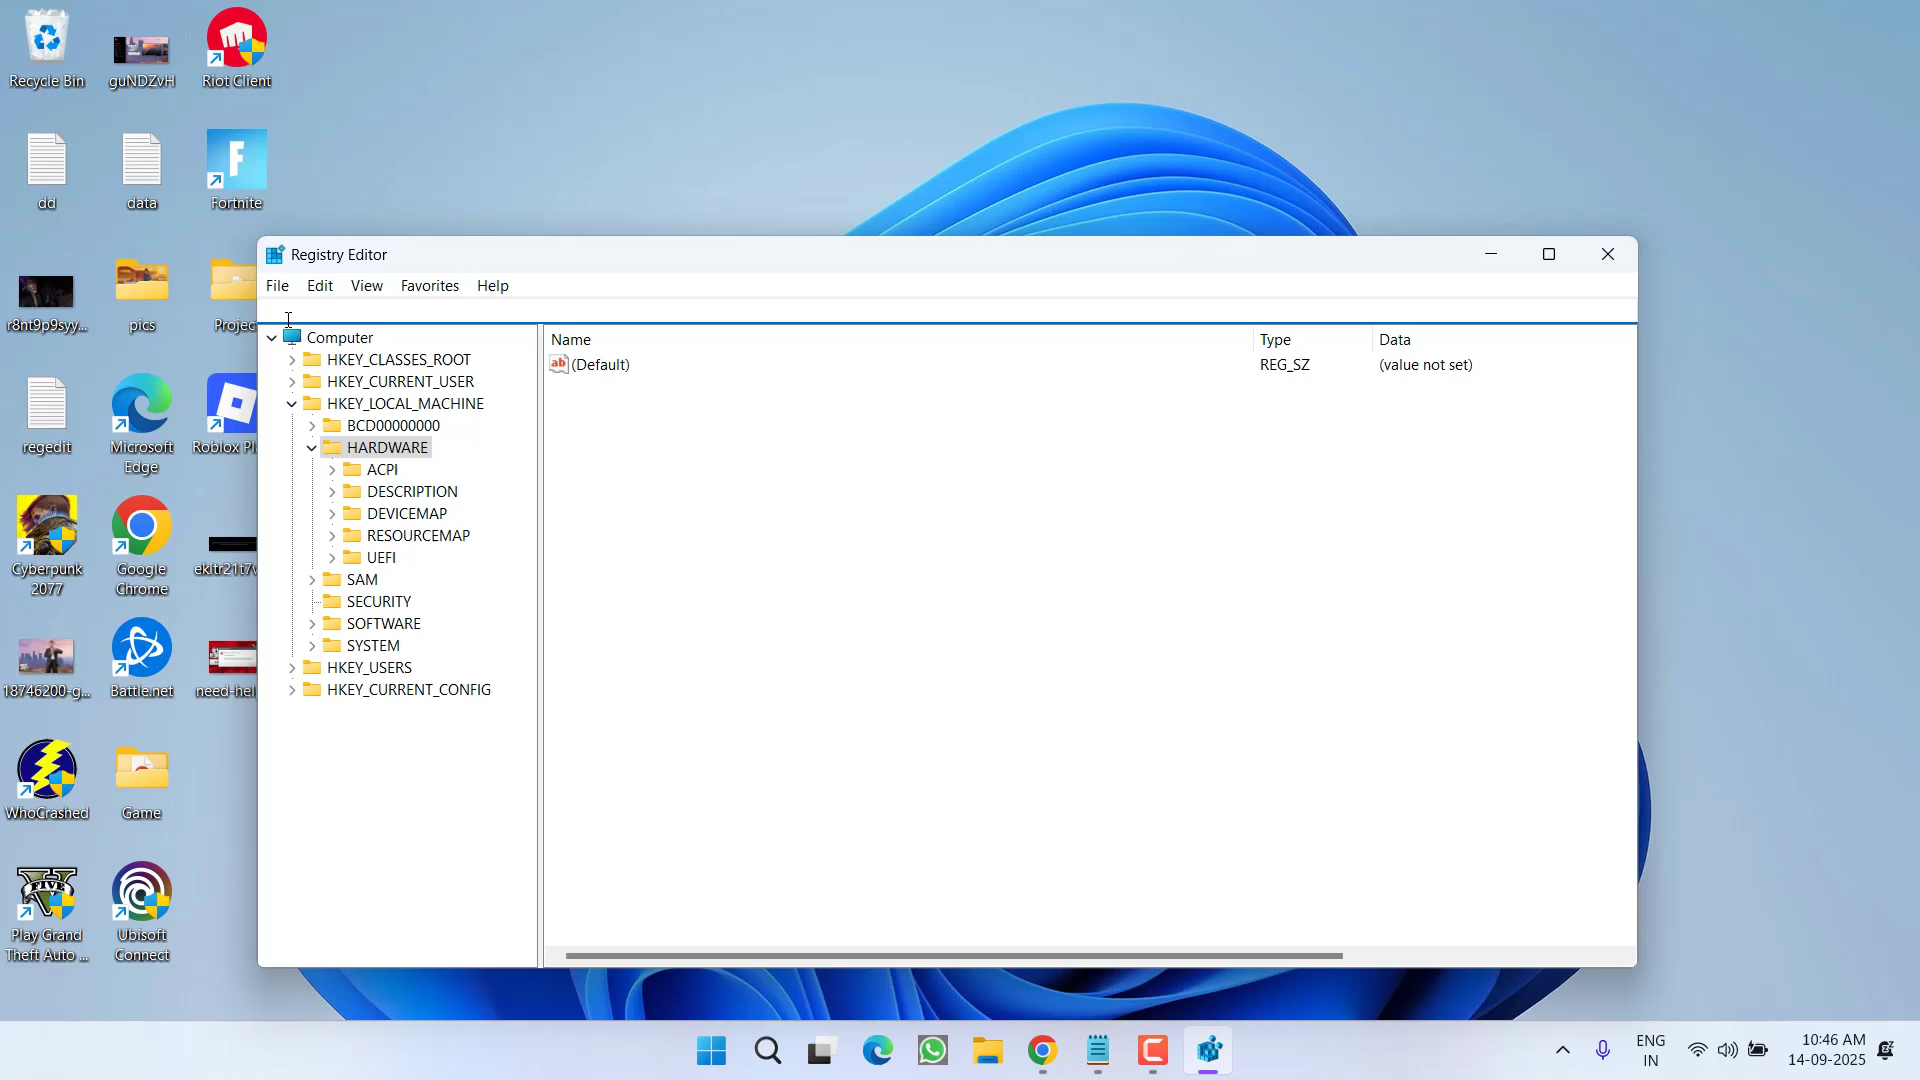 Recycle Bin
guNDZvH
Riot Client
dd
data
Fortnite
r8nt9p9syy...
pics
Projec
regedit
Microsoft
Edge
Roblox Pl
Cyberpunk
2077
Google
Chrome
ekltr21t7v
18746200-g...
Battle.net
need-hel
WhoCrashed
Game
FIVE
Play Grand
Theft Auto ...
Ubisoft
Connect
Registry Editor
File Edit View Favorites Help
Computer
HKEY_CLASSES_ROOT
HKEY_CURRENT_USER
HKEY_LOCAL_MACHINE
BCD00000000
HARDWARE
ACPI
DESCRIPTION
DEVICEMAP
RESOURCEMAP
UEFI
SAM
SECURITY
SOFTWARE
SYSTEM
HKEY_USERS
HKEY_CURRENT_CONFIG
Name Type Data
ab (Default) REG_SZ (value not set)
ENG
IN
10:46 AM
14-09-2025